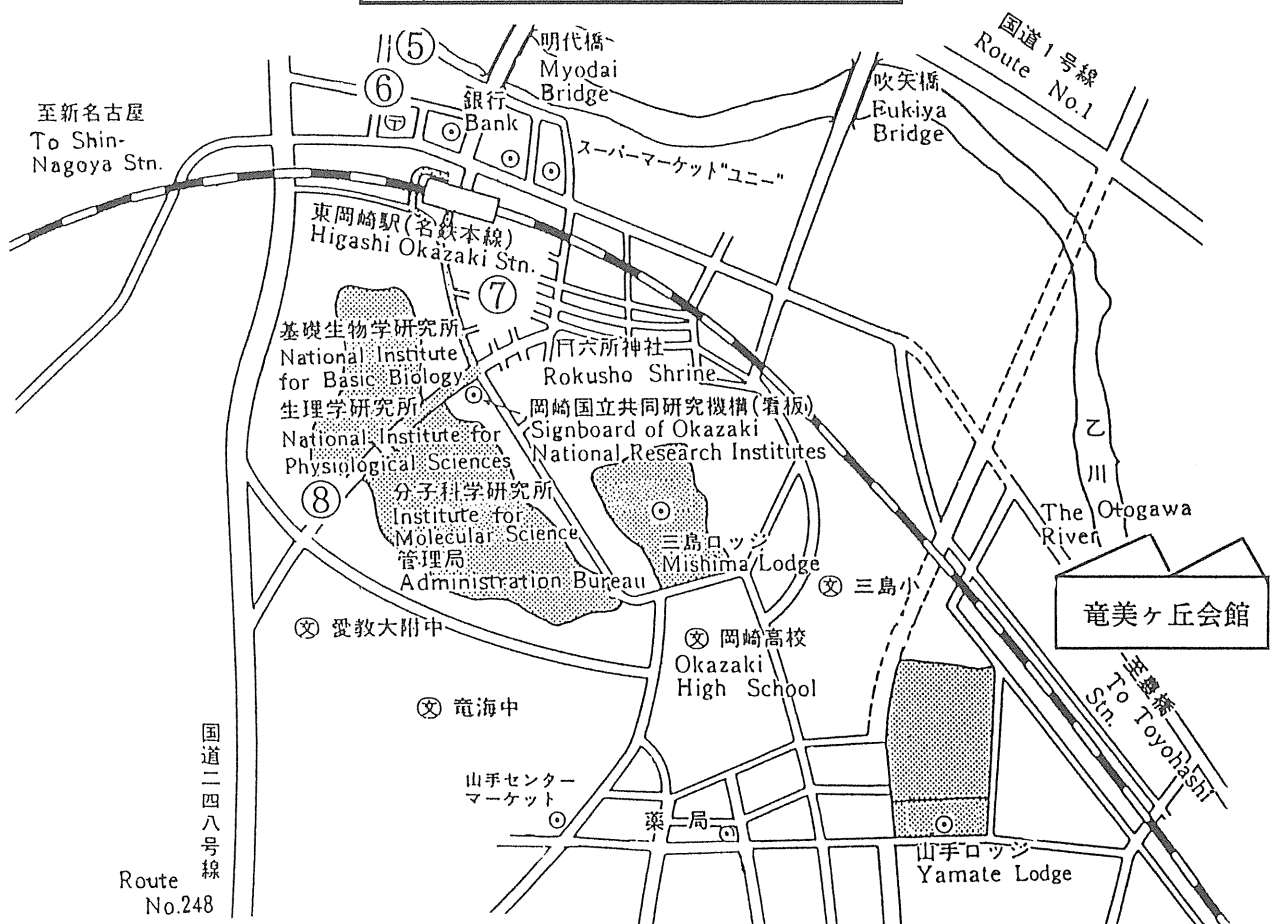 国道1号線
Route No.1
⑤
明代橋
Myodai
Bridge
⑥
銀行
Bank
吹矢橋
Fukiya
Bridge
至新名古屋
To Shin-
Nagoya Stn.
〒
スーパーマーケット"ユニー"
東岡崎駅(名鉄本線)
Higashi Okazaki Stn.
⑦
基礎生物学研究所
National Institute
for Basic Biology
六所神社
Rokusho Shrine
生理学研究所
National Institute for
Physiological Sciences
岡崎国立共同研究機構(看板)
Signboard of Okazaki
National Research Institutes
乙川
The Otogawa
River
⑧
分子科学研究所
Institute for
Molecular Science
管理局
Administration Bureau
三島ロッジ
Mishima Lodge
文 三島小
竜美ヶ丘会館
文 愛教大附中
文 岡崎高校
Okazaki
High School
至豊橋
To Toyohashi
Stn.
文 竜海中
国道二四八号線
Route
No.248
山手センター
マーケット
薬局
山手ロッジ
Yamate Lodge